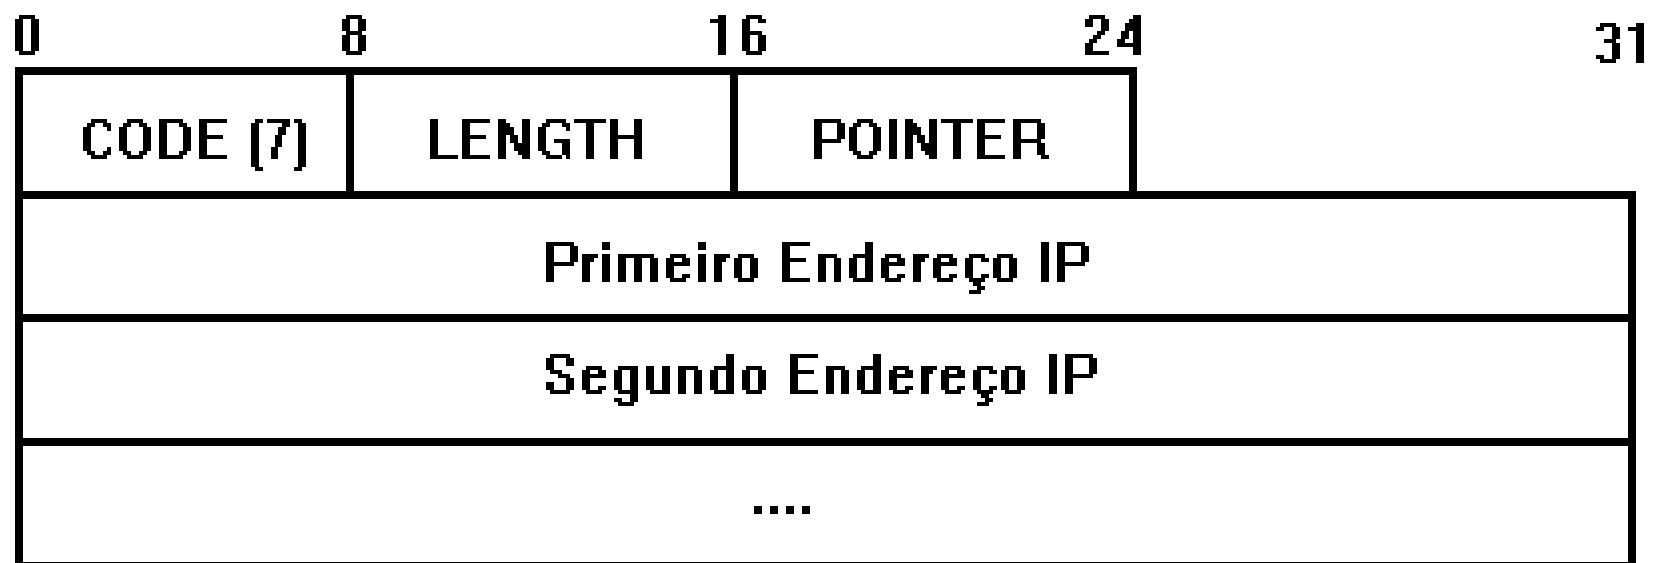 0 8 16 24 31
CODE (7) LENGTH POINTER
Primeiro Endereço IP
Segundo Endereço IP
....